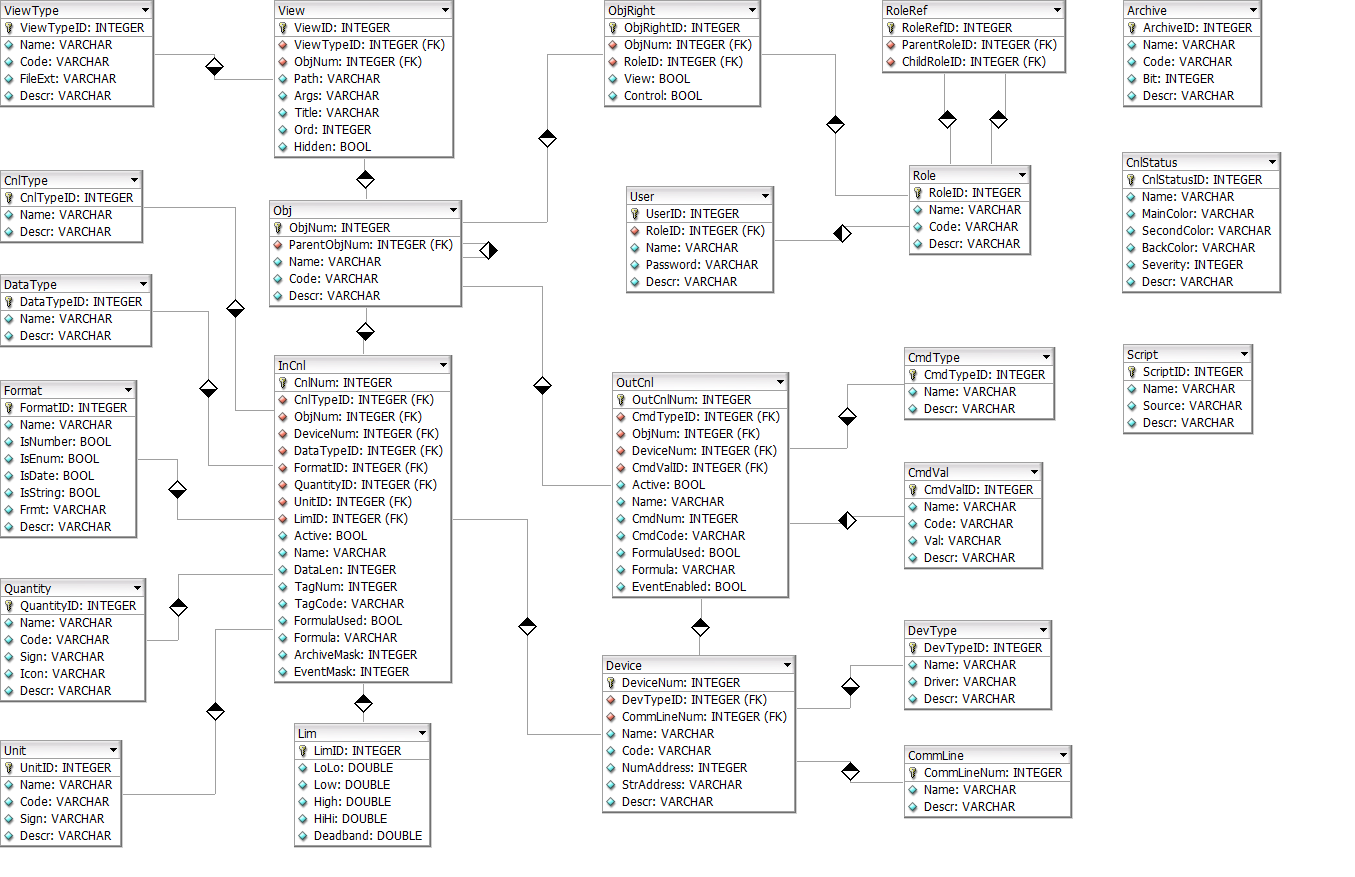 ViewType
ViewTypeID: INTEGER
Name: VARCHAR
Code: VARCHAR
FileExt: VARCHAR
Descr: VARCHAR
View
ViewID: INTEGER
ViewTypeID: INTEGER (FK)
ObjNum: INTEGER (FK)
Path: VARCHAR
Args: VARCHAR
Title: VARCHAR
Ord: INTEGER
Hidden: BOOL
ObjRight
ObjRightID: INTEGER
ObjNum: INTEGER (FK)
RoleID: INTEGER (FK)
View: BOOL
Control: BOOL
RoleRef
RoleRefID: INTEGER
ParentRoleID: INTEGER (FK)
ChildRoleID: INTEGER (FK)
Archive
ArchiveID: INTEGER
Name: VARCHAR
Code: VARCHAR
Bit: INTEGER
Descr: VARCHAR
CnlType
CnlTypeID: INTEGER
Name: VARCHAR
Descr: VARCHAR
Obj
ObjNum: INTEGER
ParentObjNum: INTEGER (FK)
Name: VARCHAR
Code: VARCHAR
Descr: VARCHAR
User
UserID: INTEGER
RoleID: INTEGER (FK)
Name: VARCHAR
Password: VARCHAR
Descr: VARCHAR
Role
RoleID: INTEGER
Name: VARCHAR
Code: VARCHAR
Descr: VARCHAR
CnlStatus
CnlStatusID: INTEGER
Name: VARCHAR
MainColor: VARCHAR
SecondColor: VARCHAR
BackColor: VARCHAR
Severity: INTEGER
Descr: VARCHAR
DataType
DataTypeID: INTEGER
Name: VARCHAR
Descr: VARCHAR
Format
FormatID: INTEGER
Name: VARCHAR
IsNumber: BOOL
IsEnum: BOOL
IsDate: BOOL
IsString: BOOL
Frmt: VARCHAR
Descr: VARCHAR
InCnl
CnlNum: INTEGER
CnlTypeID: INTEGER (FK)
ObjNum: INTEGER (FK)
DeviceNum: INTEGER (FK)
DataTypeID: INTEGER (FK)
FormatID: INTEGER (FK)
QuantityID: INTEGER (FK)
UnitID: INTEGER (FK)
LimID: INTEGER (FK)
Active: BOOL
Name: VARCHAR
DataLen: INTEGER
TagNum: INTEGER
TagCode: VARCHAR
FormulaUsed: BOOL
Formula: VARCHAR
ArchiveMask: INTEGER
EventMask: INTEGER
OutCnl
OutCnlNum: INTEGER
CmdTypeID: INTEGER (FK)
ObjNum: INTEGER (FK)
DeviceNum: INTEGER (FK)
CmdValID: INTEGER (FK)
Active: BOOL
Name: VARCHAR
CmdNum: INTEGER
CmdCode: VARCHAR
FormulaUsed: BOOL
Formula: VARCHAR
EventEnabled: BOOL
CmdType
CmdTypeID: INTEGER
Name: VARCHAR
Descr: VARCHAR
Script
ScriptID: INTEGER
Name: VARCHAR
Source: VARCHAR
Descr: VARCHAR
CmdVal
CmdValID: INTEGER
Name: VARCHAR
Code: VARCHAR
Val: VARCHAR
Descr: VARCHAR
Quantity
QuantityID: INTEGER
Name: VARCHAR
Code: VARCHAR
Sign: VARCHAR
Icon: VARCHAR
Descr: VARCHAR
Unit
UnitID: INTEGER
Name: VARCHAR
Code: VARCHAR
Sign: VARCHAR
Descr: VARCHAR
Lim
LimID: INTEGER
LoLo: DOUBLE
Low: DOUBLE
High: DOUBLE
HiHi: DOUBLE
Deadband: DOUBLE
Device
DeviceNum: INTEGER
DevTypeID: INTEGER (FK)
CommLineNum: INTEGER (FK)
Name: VARCHAR
Code: VARCHAR
NumAddress: INTEGER
StrAddress: VARCHAR
Descr: VARCHAR
DevType
DevTypeID: INTEGER
Name: VARCHAR
Driver: VARCHAR
Descr: VARCHAR
CommLine
CommLineNum: INTEGER
Name: VARCHAR
Descr: VARCHAR